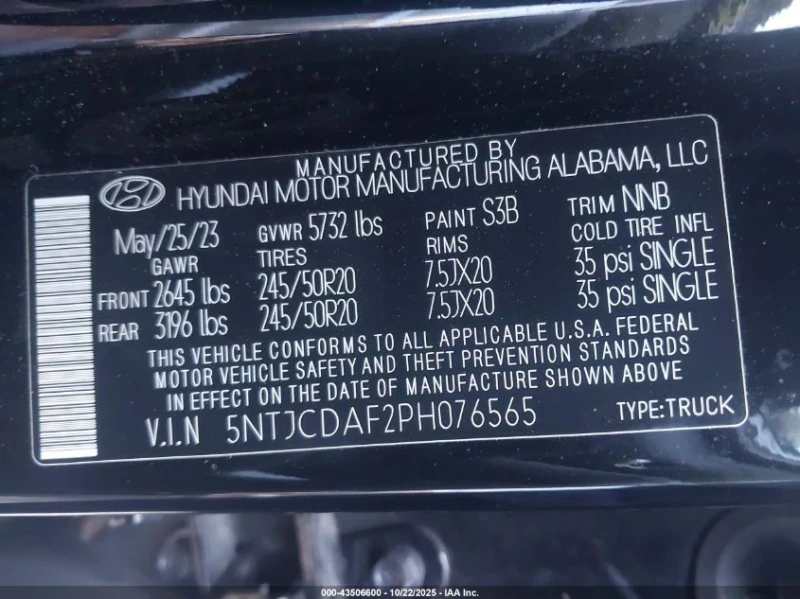 MANUFACTURED BY
HYUNDAI MOTOR MANUFACTURING ALABAMA, LLC
May/25/23 GVWR 5732 lbs PAINT S3B TRIM NNB
GAWR TIRES RIMS COLD TIRE INFL
FRONT 2645 lbs 245/50R20 7.5JX20 35 psi SINGLE
REAR 3196 lbs 245/50R20 7.5JX20 35 psi SINGLE
THIS VEHICLE CONFORMS TO ALL APPLICABLE U.S.A. FEDERAL
MOTOR VEHICLE SAFETY AND THEFT PREVENTION STANDARDS
IN EFFECT ON THE DATE OF MANUFACTURE SHOWN ABOVE.
V.I.N 5NTJCDAF2PH076565 TYPE:TRUCK
000-43506600 - 10/22/2025 - IAA Inc.